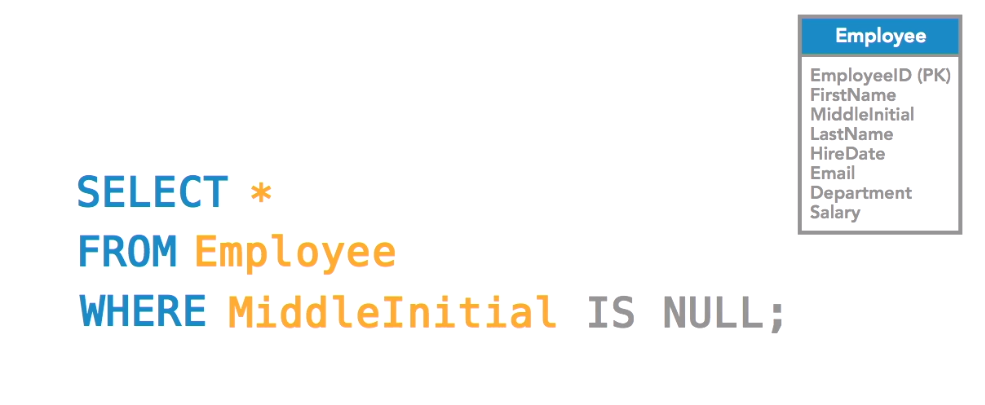 Employee
EmployeeID (PK)
FirstName
MiddleInitial
LastName
HireDate
Email
Department
Salary
SELECT *
FROM Employee
WHERE MiddleInitial IS NULL;